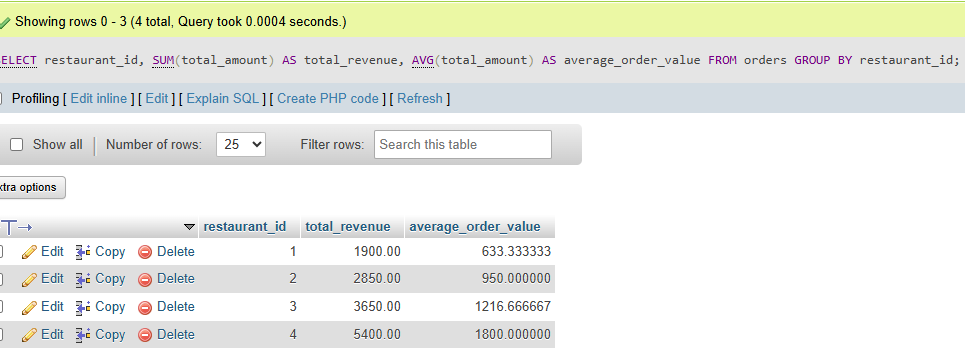 Showing rows 0 - 3 (4 total, Query took 0.0004 seconds.)
ELECT restaurant_id, SUM(total_amount) AS total_revenue, AVG(total_amount) AS average_order_value FROM orders GROUP BY restaurant_id;
Profiling [ Edit inline ] [ Edit ] [ Explain SQL ] [ Create PHP code ] [ Refresh ]
Show all Number of rows: 25 Filter rows: Search this table
xtra options
restaurant_id total_revenue average_order_value
Edit Copy Delete 1 1900.00 633.333333
Edit Copy Delete 2 2850.00 950.000000
Edit Copy Delete 3 3650.00 1216.666667
Edit Copy Delete 4 5400.00 1800.000000